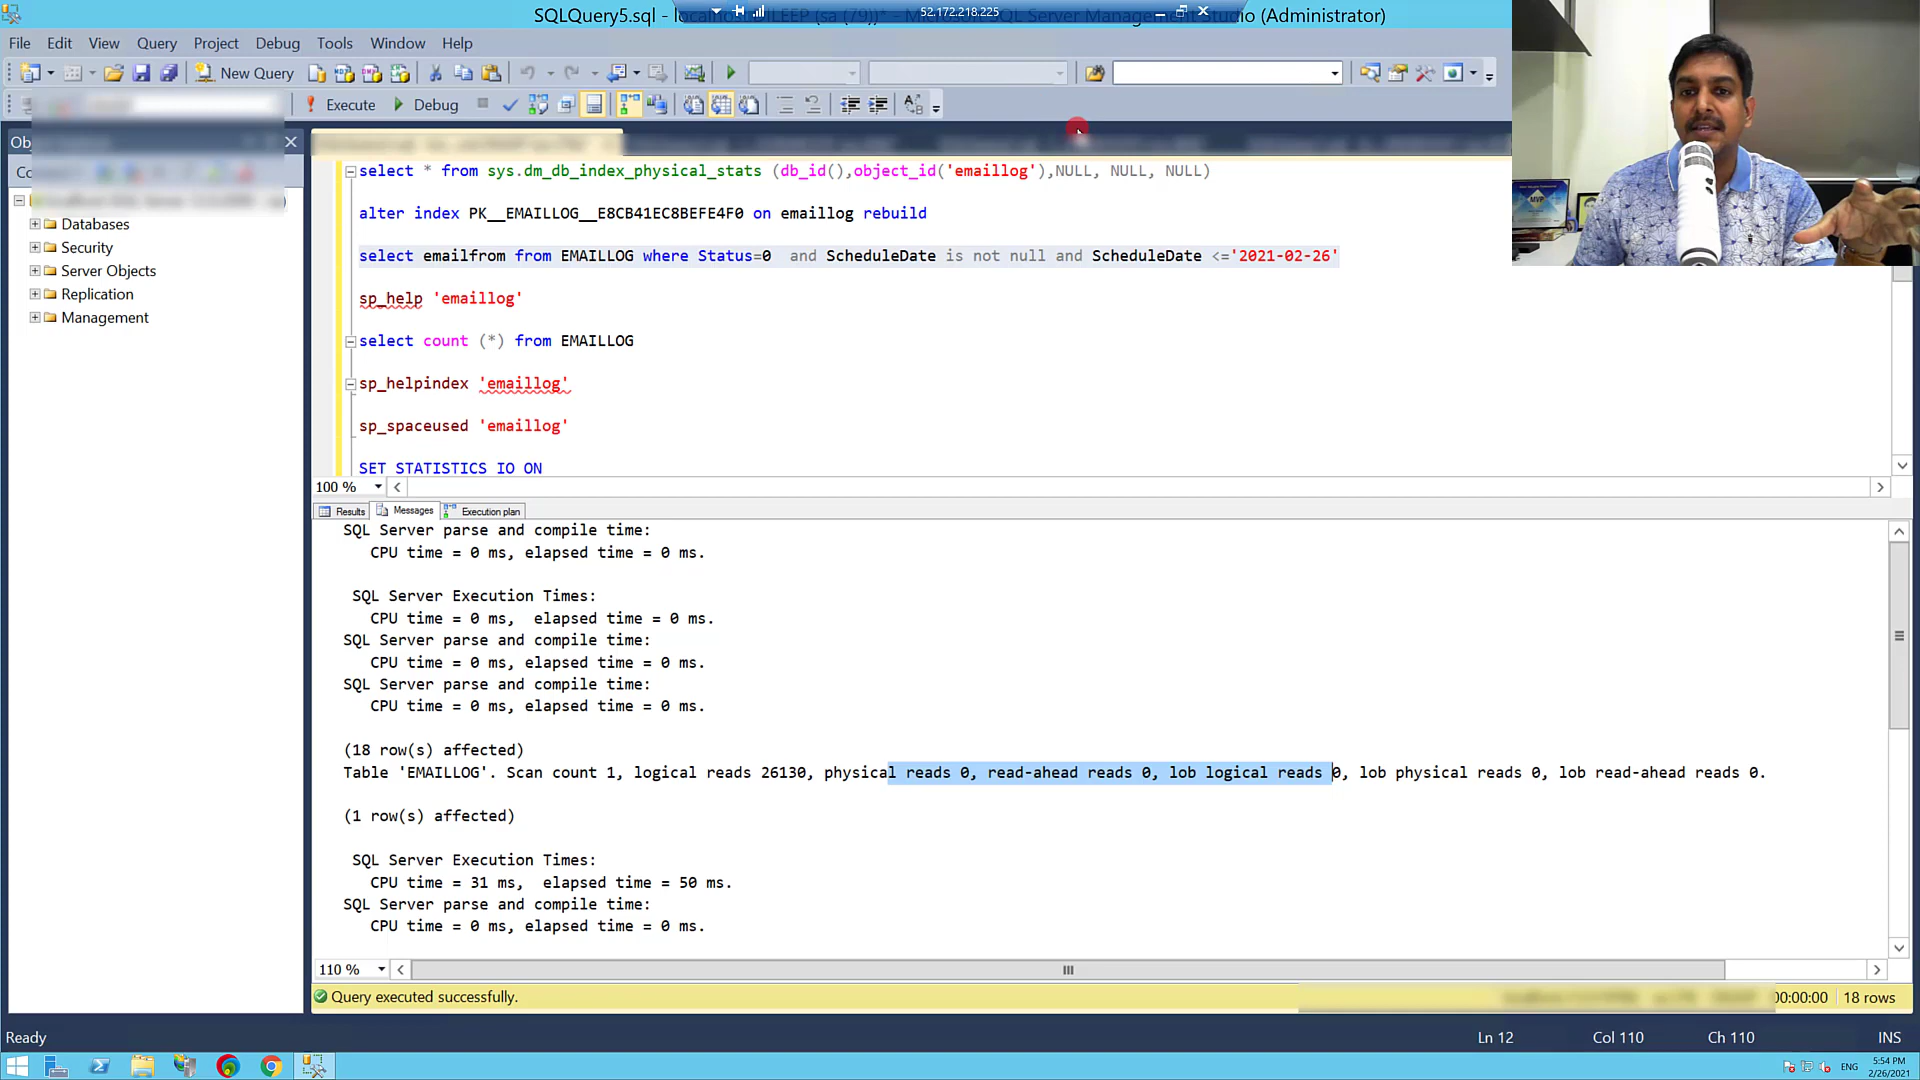 SQLQuery5.sql - 
52.172.218.225
Studio (Administrator)
File Edit View Query Project Debug Tools Window Help
New Query
Execute Debug
select * from sys.dm_db_index_physical_stats (db_id(),object_id('emaillog'),NULL, NULL, NULL)
Databases
alter index PK__EMAILLOG__E8CB41EC8BEFE4F0 on emaillog rebuild
Security
select emailfrom from EMAILLOG where Status=0  and ScheduleDate is not null and ScheduleDate <='2021-02-26'
Server Objects
Replication
sp_help 'emaillog'
Management
select count (*) from EMAILLOG
sp_helpindex 'emaillog'
sp_spaceused 'emaillog'
SET STATISTICS IO ON
100 %
Results Messages Execution plan
SQL Server parse and compile time:
CPU time = 0 ms, elapsed time = 0 ms.
SQL Server Execution Times:
CPU time = 0 ms,  elapsed time = 0 ms.
SQL Server parse and compile time:
CPU time = 0 ms, elapsed time = 0 ms.
SQL Server parse and compile time:
CPU time = 0 ms, elapsed time = 0 ms.
(18 row(s) affected)
Table 'EMAILLOG'. Scan count 1, logical reads 26130, physical reads 0, read-ahead reads 0, lob logical reads 0, lob physical reads 0, lob read-ahead reads 0.
(1 row(s) affected)
SQL Server Execution Times:
CPU time = 31 ms,  elapsed time = 50 ms.
SQL Server parse and compile time:
CPU time = 0 ms, elapsed time = 0 ms.
110 %
Query executed successfully.
00:00:00 18 rows
Ready
Ln 12 Col 110 Ch 110 INS
ENG
5:54 PM
2/26/2021
MVP